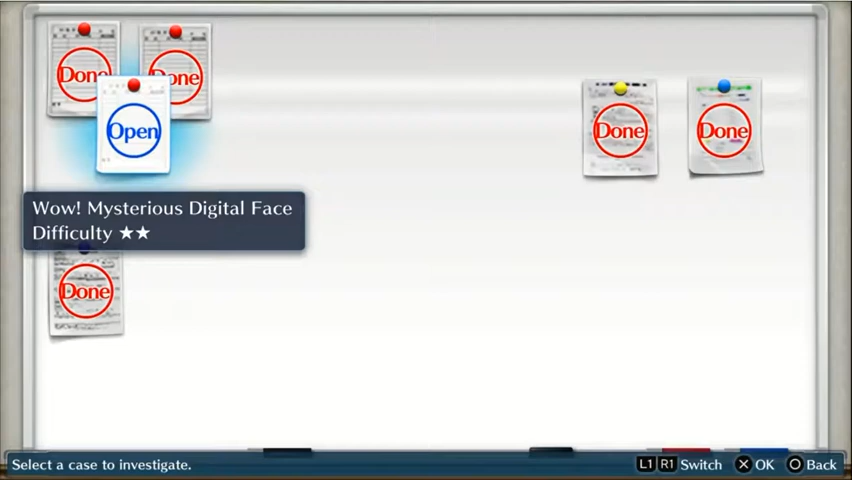 Done
Done
Open
Done
Done
Wow! Mysterious Digital Face
Difficulty ★★
Done
Select a case to investigate.
L1 R1 Switch OK Back